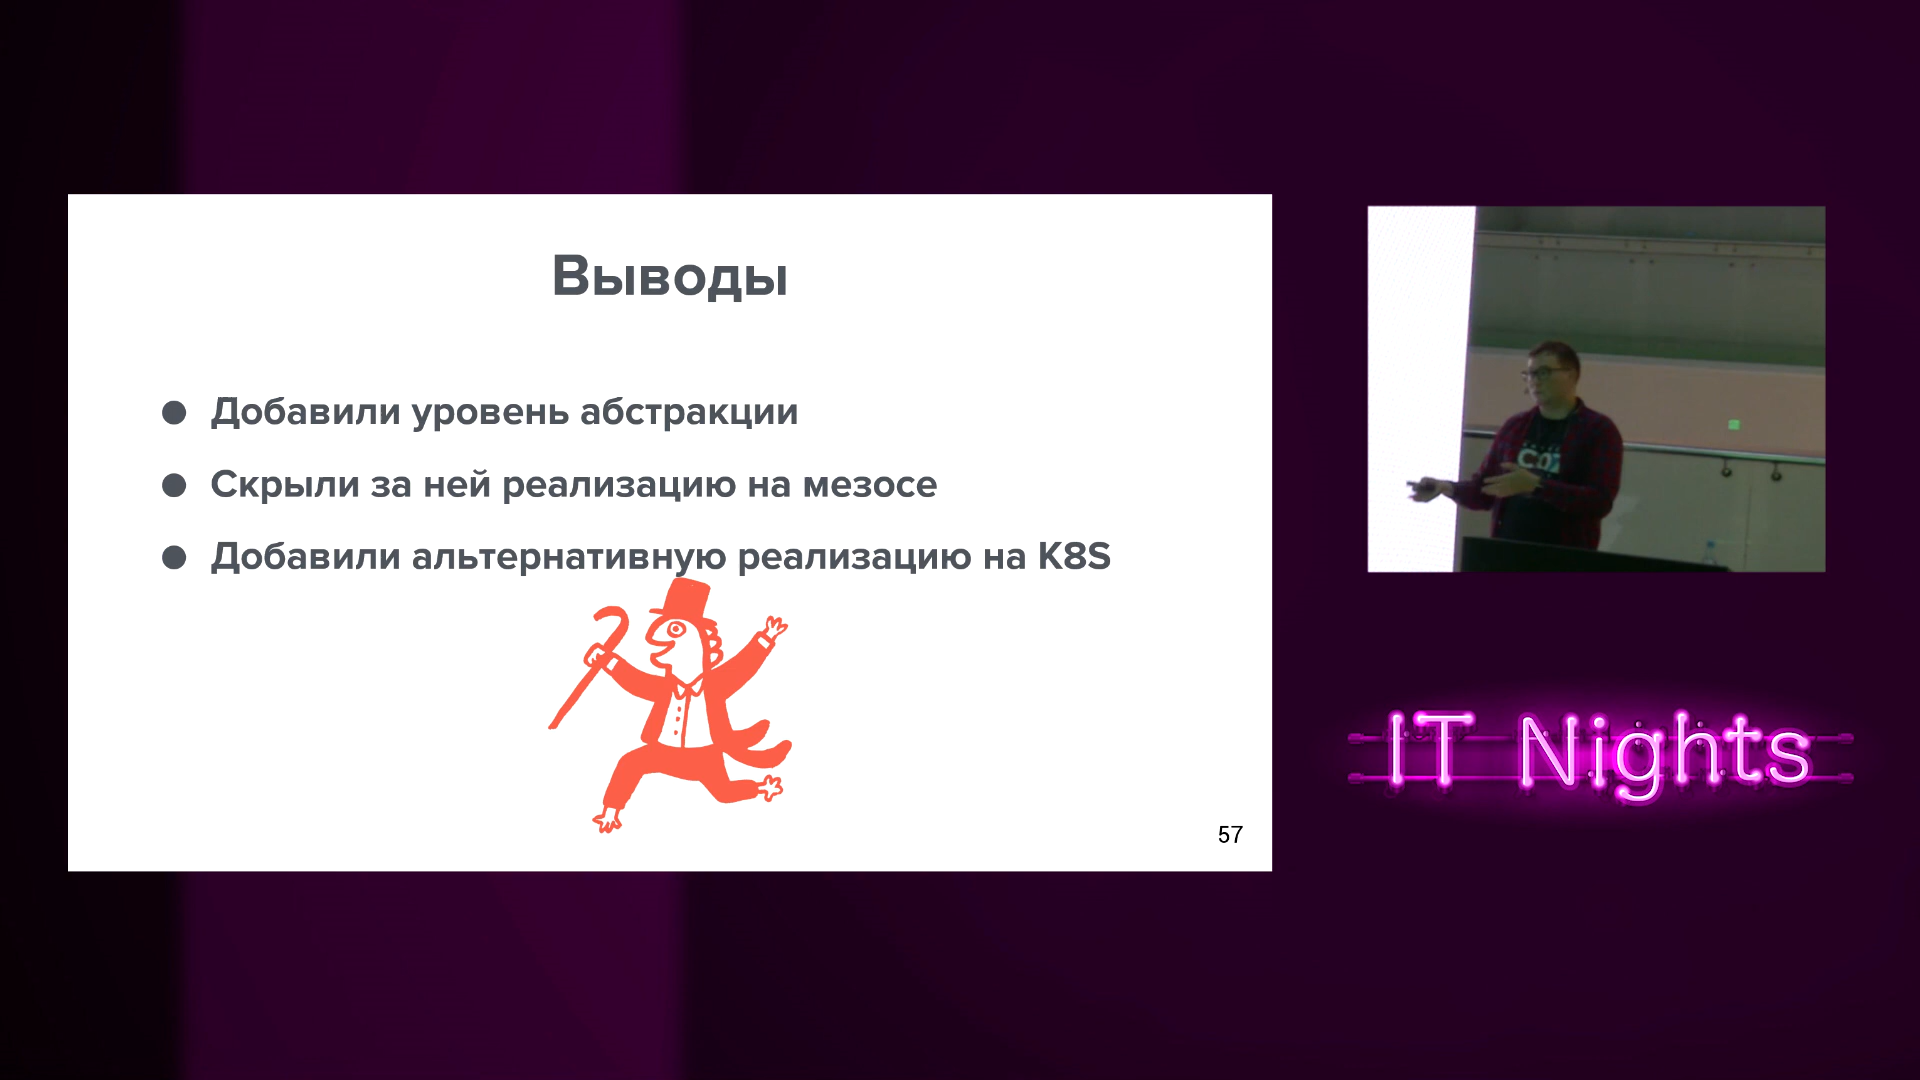 Выводы
● Добавили уровень абстракции
● Скрыли за ней реализацию на мезосе
● Добавили альтернативную реализацию на K8S
57
IT Nights